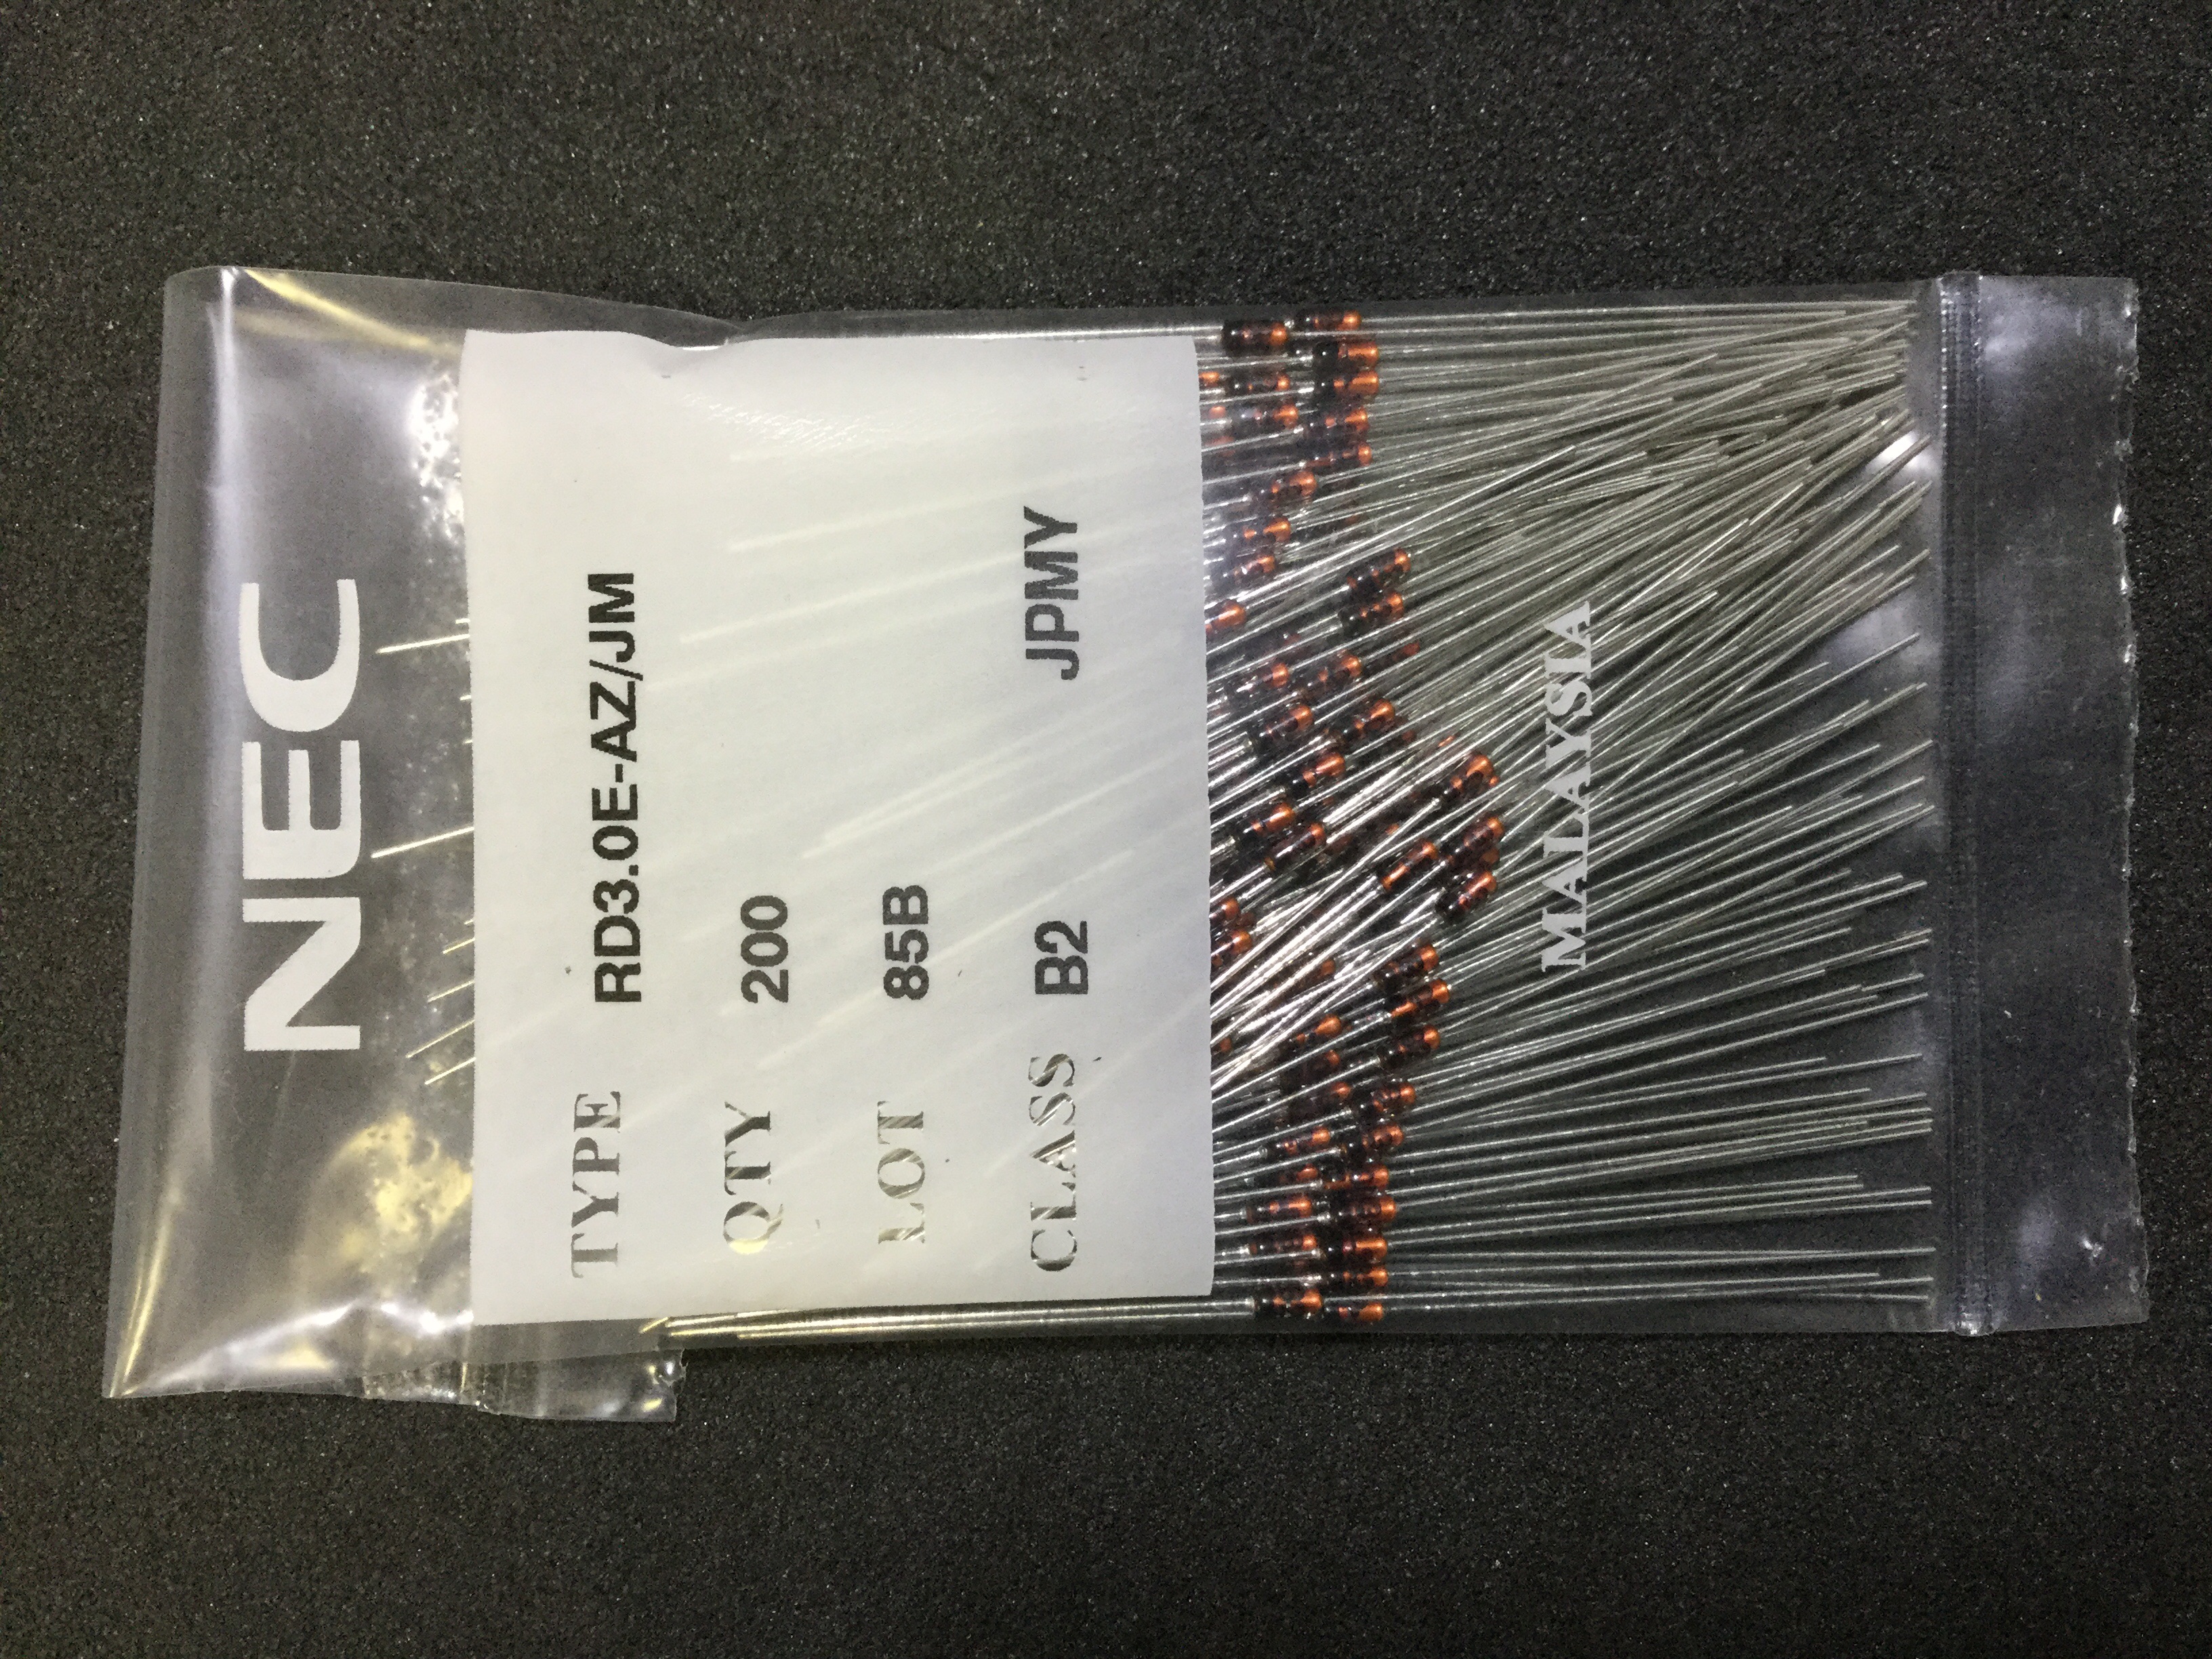 NEC
TYPE RD3.0E-AZ/JM
QTY 200
LOT 85B
CLASS B2 JPMY
MALAYSIA